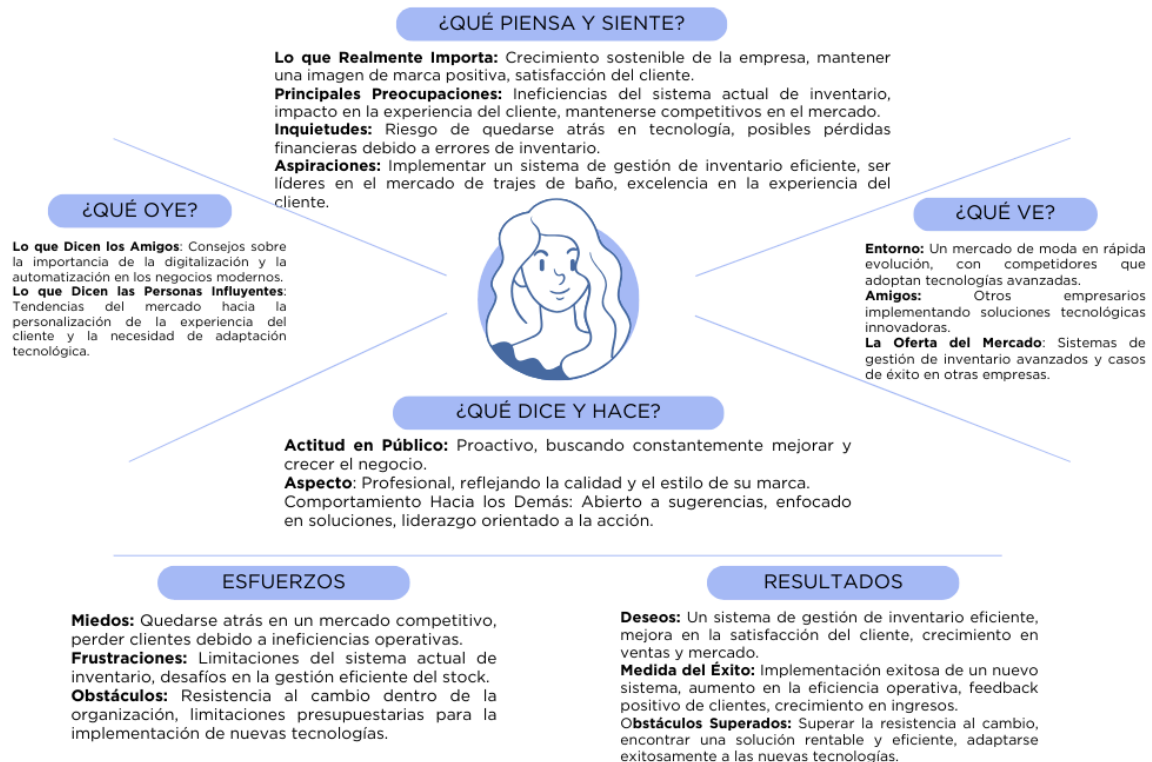 ¿QUÉ PIENSA Y SIENTE?
Lo que Realmente Importa: Crecimiento sostenible de la empresa, mantener
una imagen de marca positiva, satisfacción del cliente.
Principales Preocupaciones: Ineficiencias del sistema actual de inventario,
impacto en la experiencia del cliente, mantenerse competitivos en el mercado.
Inquietudes: Riesgo de quedarse atrás en tecnología, posibles pérdidas
financieras debido a errores de inventario.
Aspiraciones: Implementar un sistema de gestión de inventario eficiente, ser
líderes en el mercado de trajes de baño, excelencia en la experiencia del
cliente.
¿QUÉ OYE?
Lo que Dicen los Amigos: Consejos sobre
la importancia de la digitalización y la
automatización en los negocios modernos.
Lo que Dicen las Personas Influyentes:
Tendencias del mercado hacia la
personalización de la experiencia del
cliente y la necesidad de adaptación
tecnológica.
¿QUÉ VE?
Entorno: Un mercado de moda en rápida
evolución, con competidores que
adoptan tecnologías avanzadas.
Amigos: Otros empresarios
implementando soluciones tecnológicas
innovadoras.
La Oferta del Mercado: Sistemas de
gestión de inventario avanzados y casos
de éxito en otras empresas.
¿QUÉ DICE Y HACE?
Actitud en Público: Proactivo, buscando constantemente mejorar y
crecer el negocio.
Aspecto: Profesional, reflejando la calidad y el estilo de su marca.
Comportamiento Hacia los Demás: Abierto a sugerencias, enfocado
en soluciones, liderazgo orientado a la acción.
ESFUERZOS
Miedos: Quedarse atrás en un mercado competitivo,
perder clientes debido a ineficiencias operativas.
Frustraciones: Limitaciones del sistema actual de
inventario, desafíos en la gestión eficiente del stock.
Obstáculos: Resistencia al cambio dentro de la
organización, limitaciones presupuestarias para la
implementación de nuevas tecnologías.
RESULTADOS
Deseos: Un sistema de gestión de inventario eficiente,
mejora en la satisfacción del cliente, crecimiento en
ventas y mercado.
Medida del Éxito: Implementación exitosa de un nuevo
sistema, aumento en la eficiencia operativa, feedback
positivo de clientes, crecimiento en ingresos.
Obstáculos Superados: Superar la resistencia al cambio,
encontrar una solución rentable y eficiente, adaptarse
exitosamente a las nuevas tecnologías.